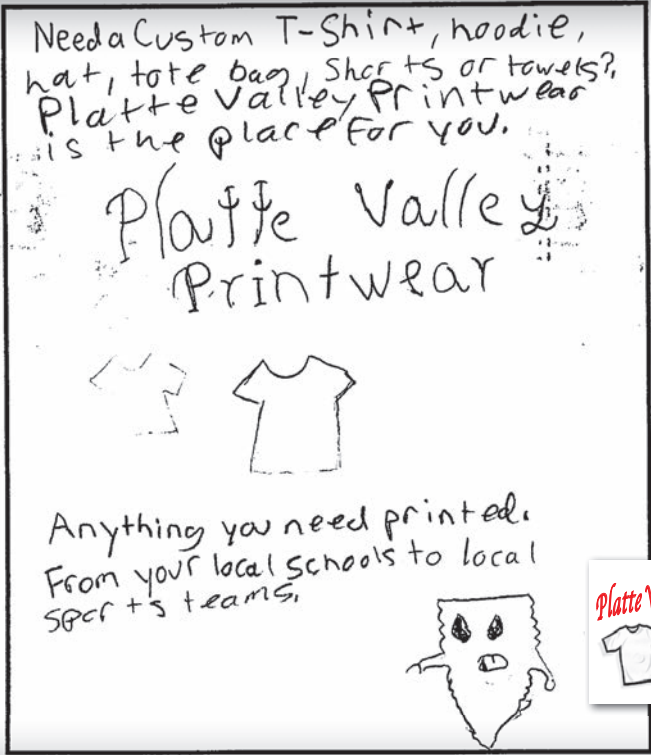 Need a Custom T-Shirt, hoodie,
hat, tote bag, Shorts or towels?,
Platte Valley Printwear
is the place For you.
Platte Valley
Printwear
Anything you need printed.
From your local schools to local
sports teams.
Platte V